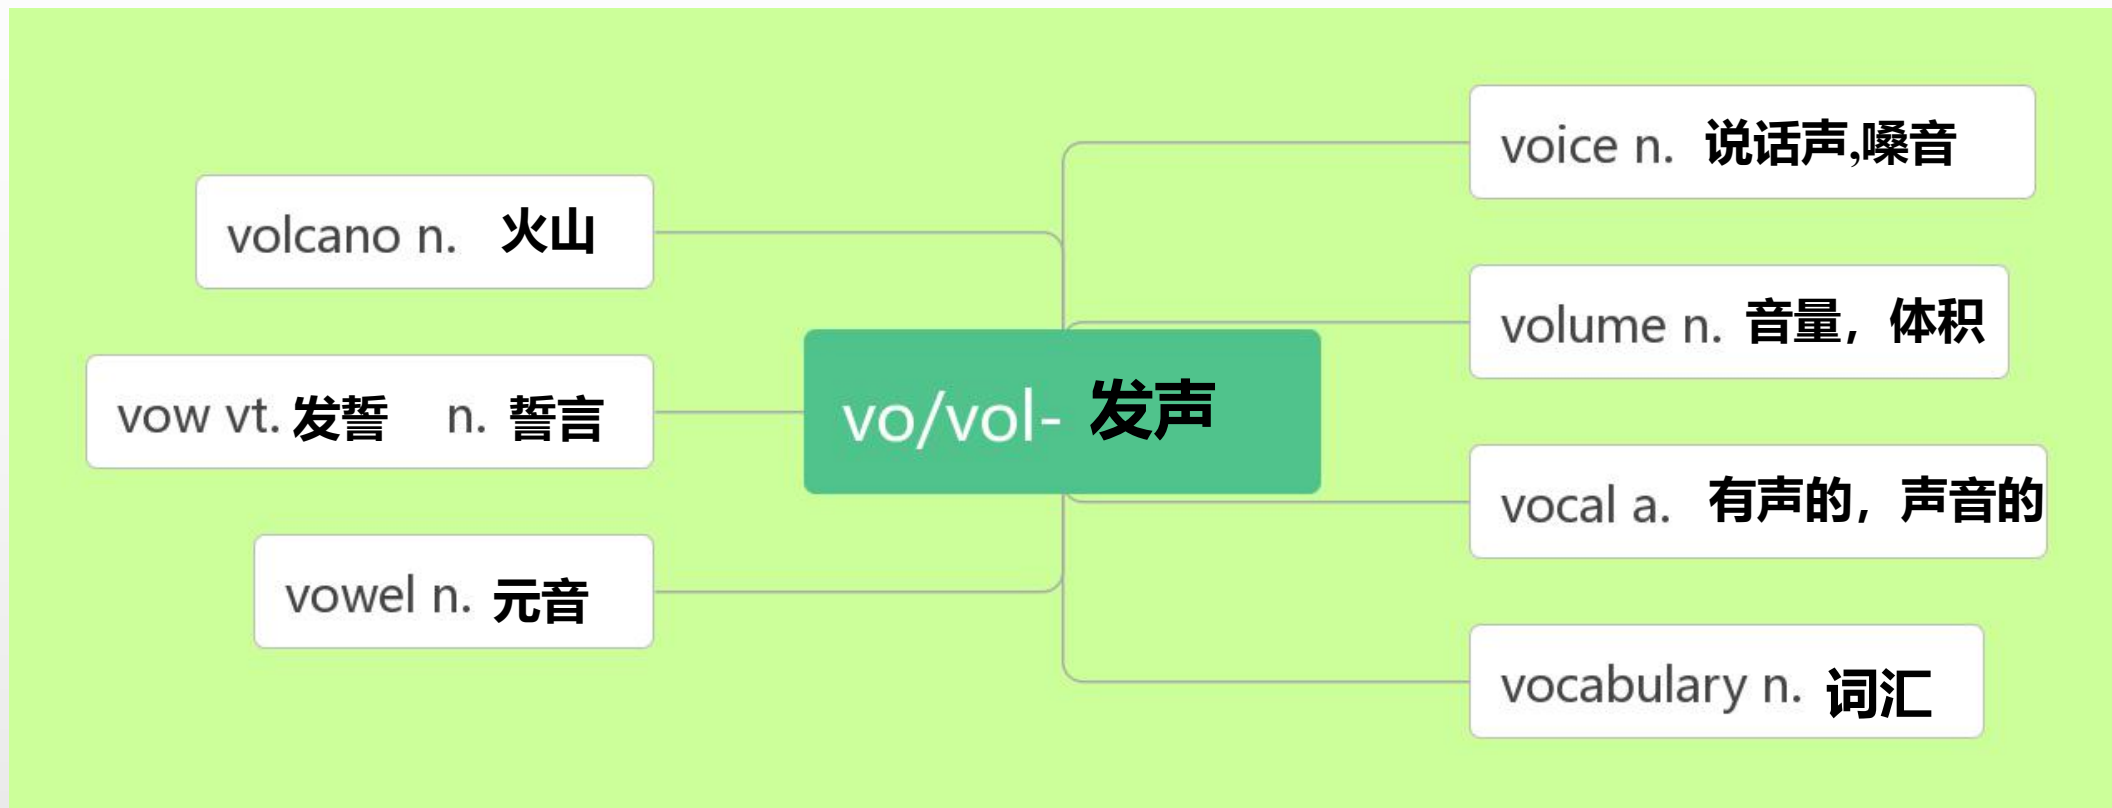 volcano n. 火山
vow vt. 发誓 n. 誓言
vowel n. 元音
vo/vol- 发声
voice n. 说话声,嗓音
volume n. 音量，体积
vocal a. 有声的，声音的
vocabulary n. 词汇